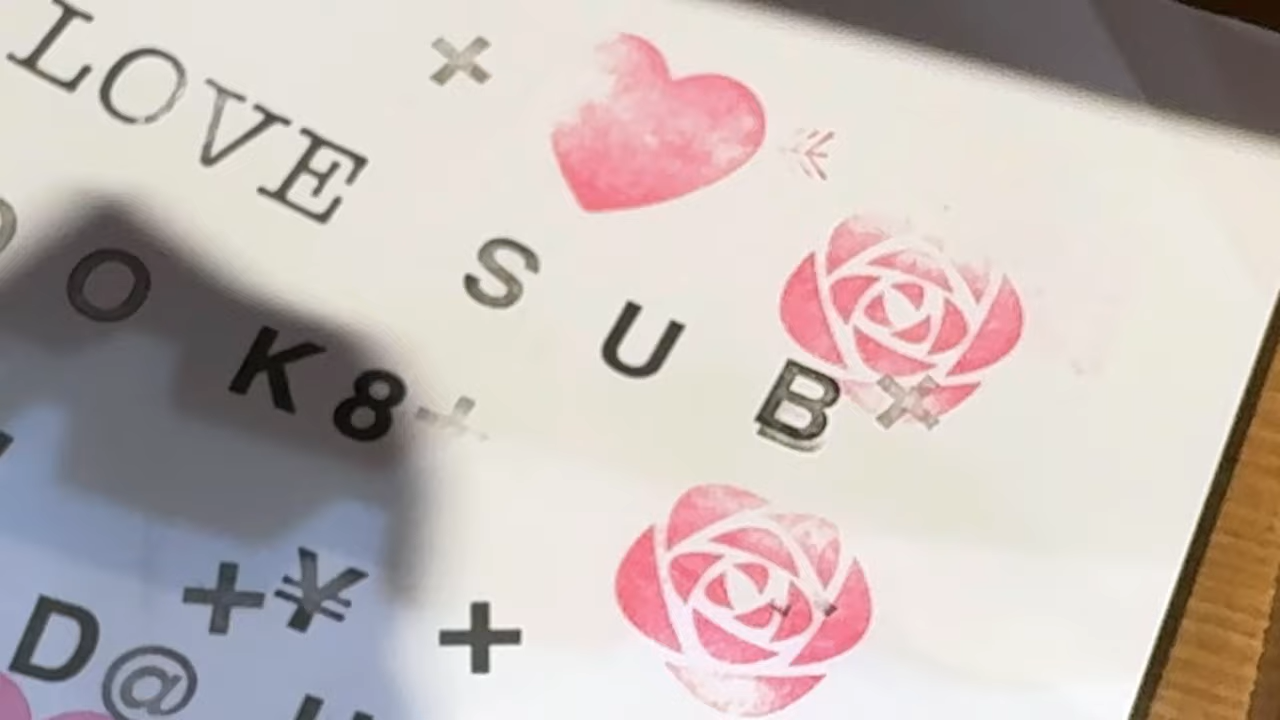 LOVE ×
S U B ×
O K 8 +
+ ¥ +
D @